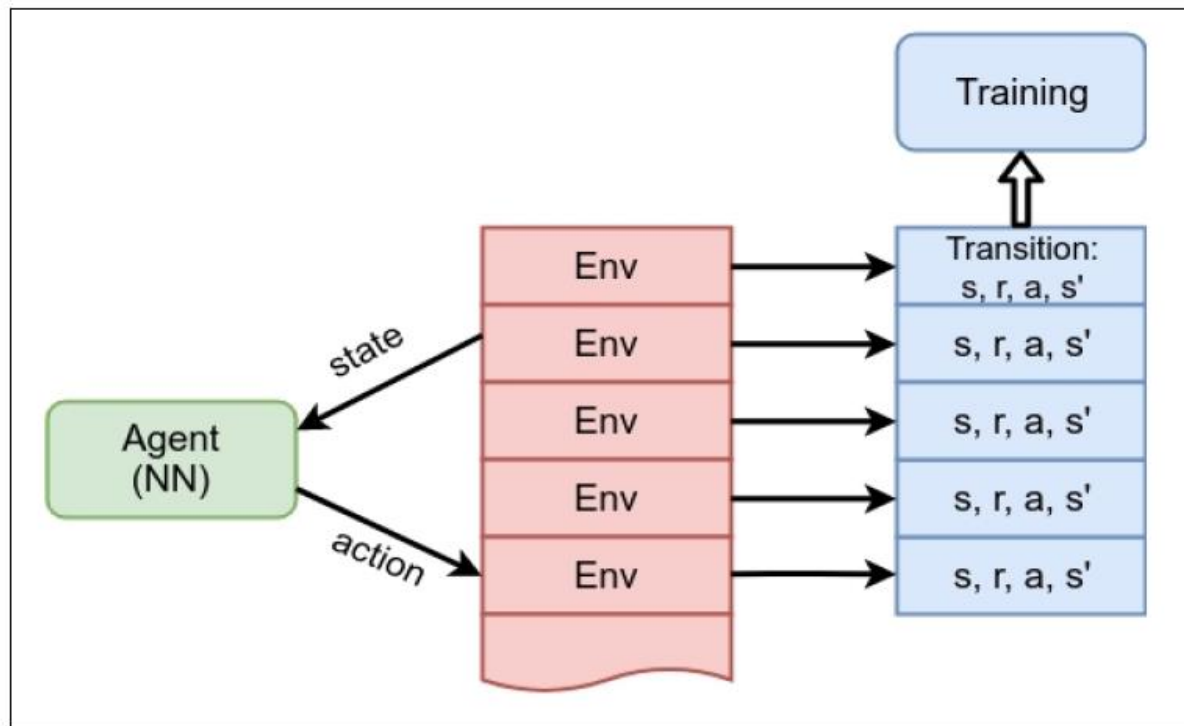 Training
Env
Transition:
s, r, a, s'
state
Env
s, r, a, s'
Agent
(NN)
Env
s, r, a, s'
Env
s, r, a, s'
action
Env
s, r, a, s'